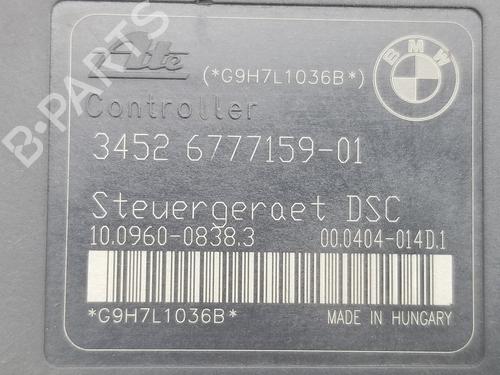 Ate
(*G9H7L1036B*)
BMW
Controller
3452 6777159-01
Steuergeraet DSC
10.0960-0838.3
00.0404-014D.1
*G9H7L1036B*
MADE IN HUNGARY
B-PARTS